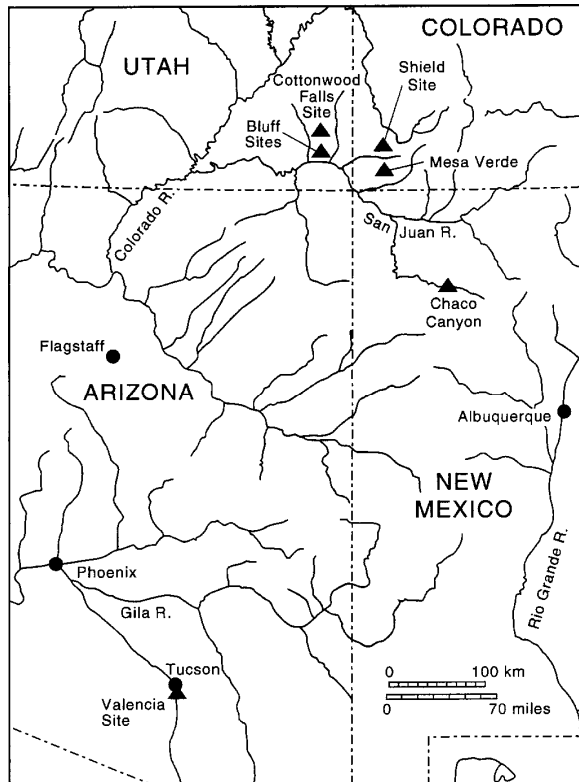 COLORADO
UTAH
Cottonwood
Falls
Site
Shield
Site
Bluff
Sites
Mesa Verde
Colorado R.
San Juan R.
Chaco
Canyon
Flagstaff
ARIZONA
Albuquerque
NEW
MEXICO
Phoenix
Gila R.
Rio Grande R.
Tucson
Valencia
Site
0 100 km
0 70 miles